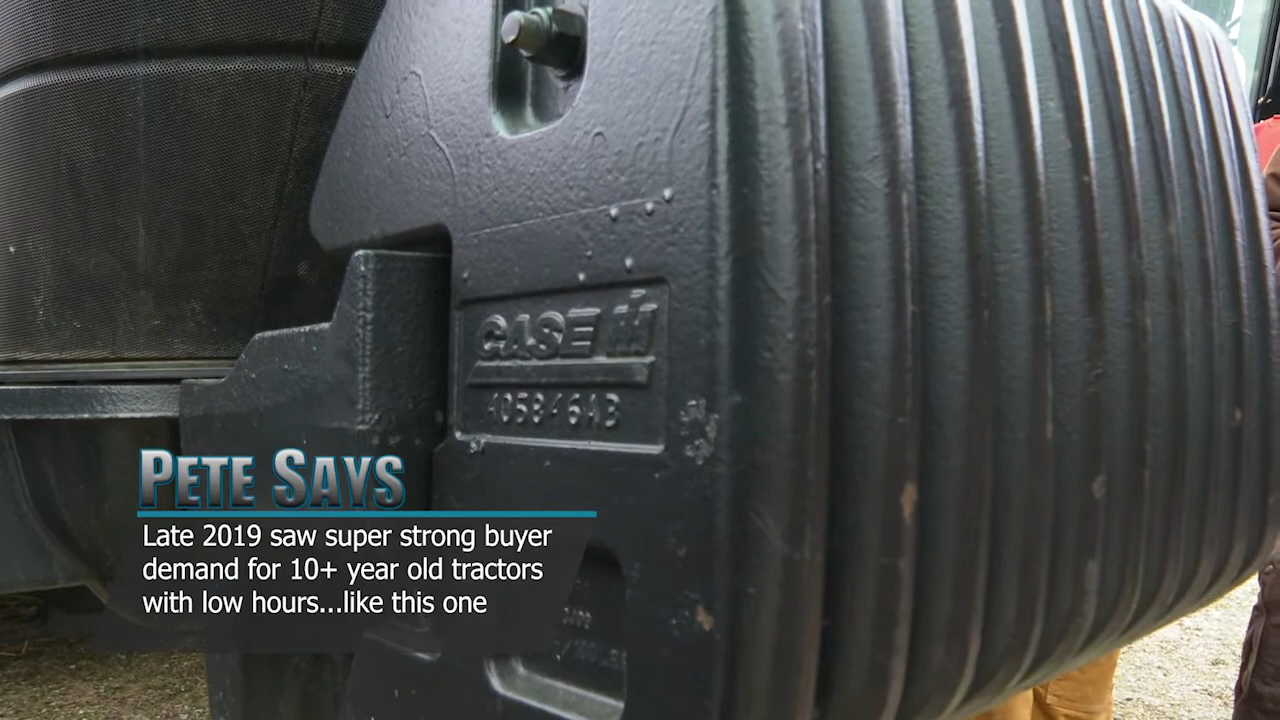 CASE IH
405846A3
PETE SAYS
Late 2019 saw super strong buyer
demand for 10+ year old tractors
with low hours...like this one